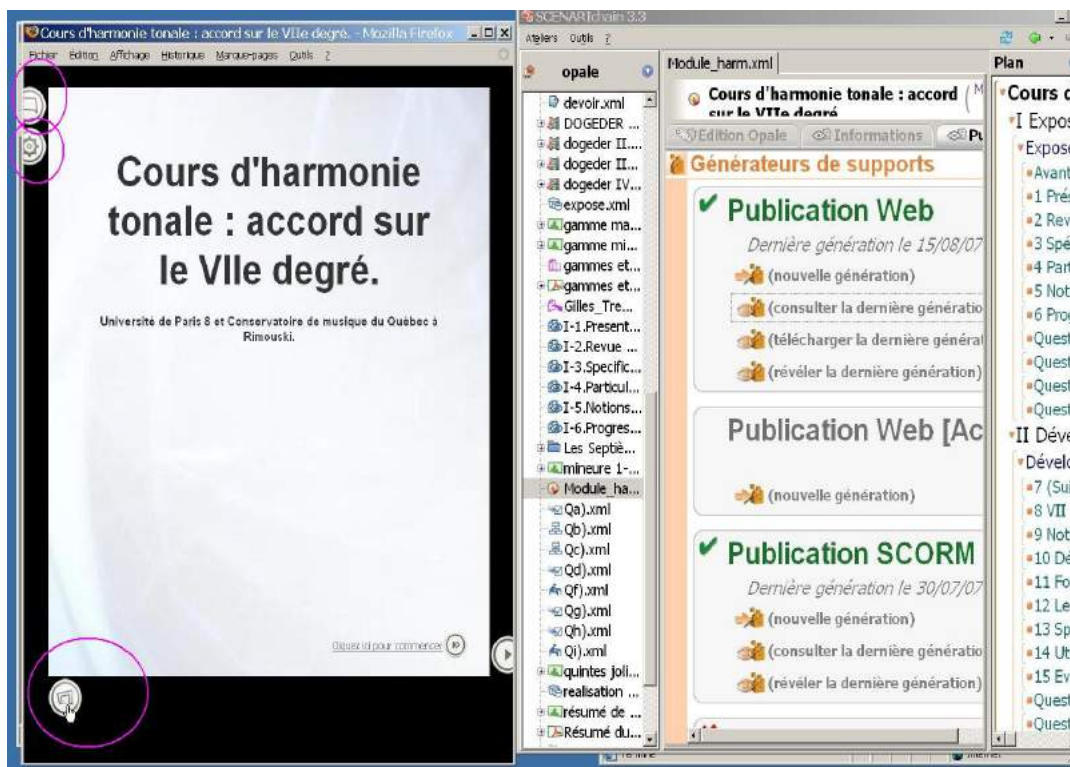 Cours d'harmonie tonale : accord sur le VIIe degré. - Mozilla Firefox
Fichier Édition Affichage Historique Marque-pages Outils ?
Cours d'harmonie
tonale : accord sur
le VIIe degré.
Université de Paris 8 et Conservatoire de musique du Québec à
Rimouski.
Cliquez ici pour commencer
SCENARIchain 3.3
Ateliers Outils ?
opale
devoir.xml
DOGEDER ...
dogeder II....
dogeder II...
dogeder IV...
expose.xml
gamme ma...
gamme mi...
gammes et...
gammes et...
Gilles_Tre...
I-1.Present...
I-2.Revue ...
I-3.Specific...
I-4.Particul...
I-5.Notions...
I-6.Progres...
Les Septiè...
mineure 1-...
Module_ha...
Qa).xml
Qb).xml
Qc).xml
Qd).xml
Qf).xml
Qg).xml
Qh).xml
Qi).xml
quintes joli...
realisation ...
résumé de ...
Résumé du...
Module_harm.xml
Cours d'harmonie tonale : accord
sur le VIIe degré
Edition Opale Informations Pu
Générateurs de supports
Publication Web
Dernière génération le 15/08/07
(nouvelle génération)
(consulter la dernière génératio
(télécharger la dernière générat
(révéler la dernière génération)
Publication Web [Ac
(nouvelle génération)
Publication SCORM
Dernière génération le 30/07/07
(nouvelle génération)
(consulter la dernière génératio
(révéler la dernière génération)
Plan
Cours d
I Expos
Expose
Avant
1 Prés
2 Rev
3 Spé
4 Part
5 Not
6 Prog
Quest
Quest
Quest
Quest
II Déve
Dévelo
7 (Sui
8 VII
9 Not
10 Dé
11 Fo
12 Le
13 Sp
14 Ut
15 Ev
Quest
Quest